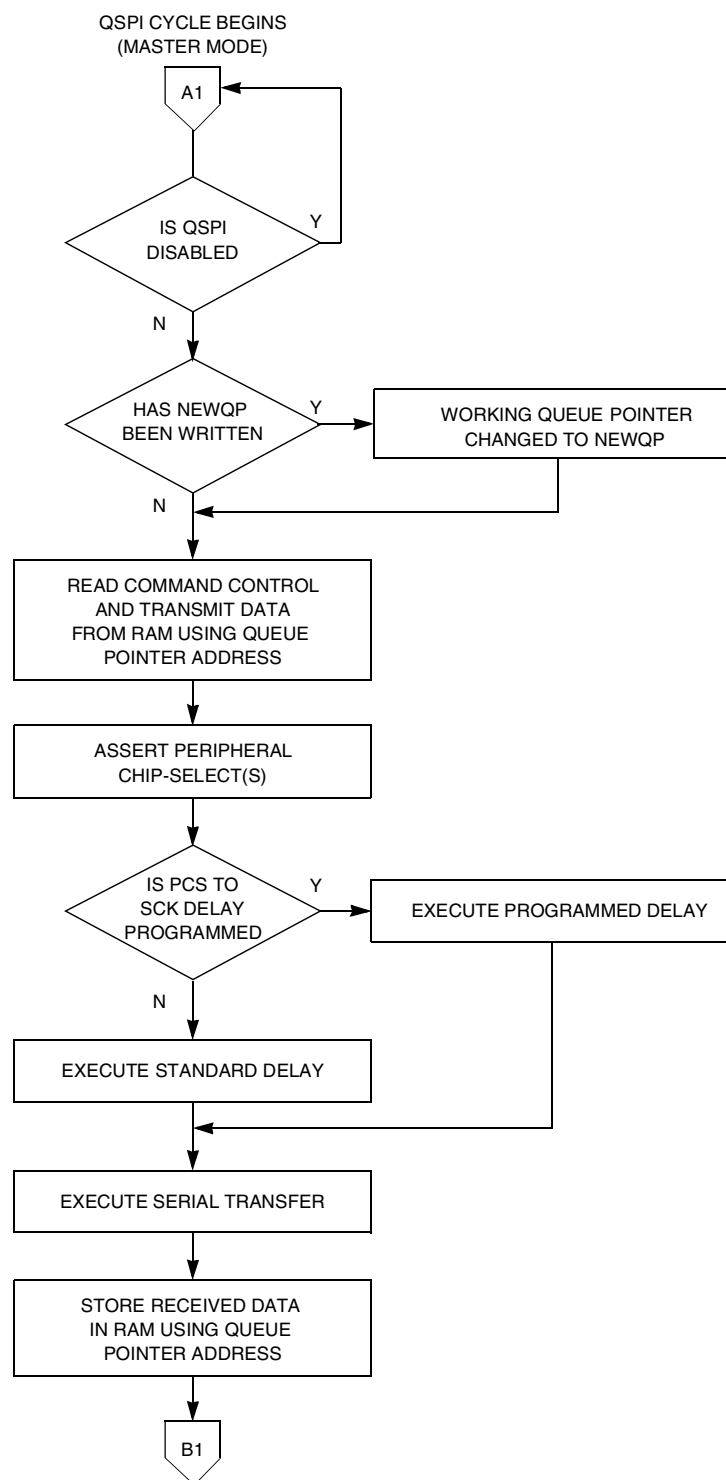 QSPI CYCLE BEGINS
(MASTER MODE)
A1
IS QSPI
DISABLED
Y
N
HAS NEWQP
BEEN WRITTEN
Y
WORKING QUEUE POINTER
CHANGED TO NEWQP
N
READ COMMAND CONTROL
AND TRANSMIT DATA
FROM RAM USING QUEUE
POINTER ADDRESS
ASSERT PERIPHERAL
CHIP-SELECT(S)
IS PCS TO
SCK DELAY
PROGRAMMED
Y
EXECUTE PROGRAMMED DELAY
N
EXECUTE STANDARD DELAY
EXECUTE SERIAL TRANSFER
STORE RECEIVED DATA
IN RAM USING QUEUE
POINTER ADDRESS
B1